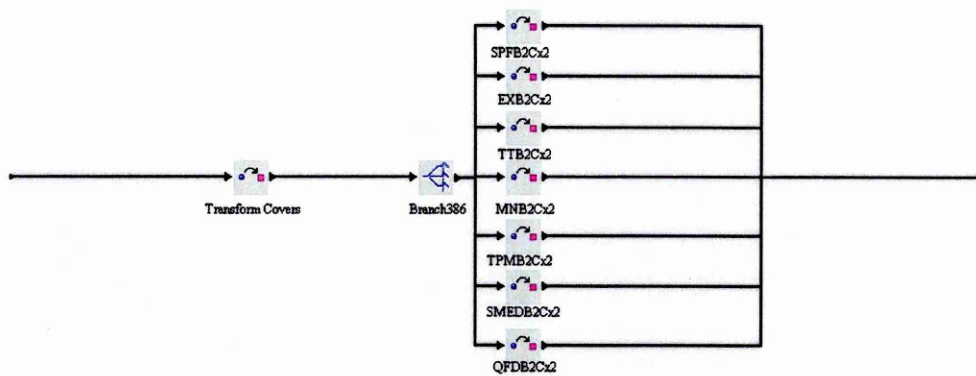 SPFB2Cx2
EXB2Cx2
TTB2Cx2
Transform Covers
Branch386
MNB2Cx2
TPMB2Cx2
SMEDB2Cx2
QFDB2Cx2